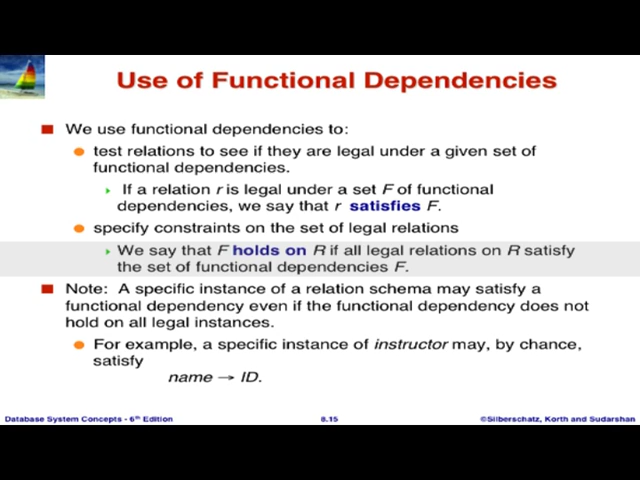 Use of Functional Dependencies
We use functional dependencies to:
test relations to see if they are legal under a given set of
functional dependencies.
If a relation r is legal under a set F of functional
dependencies, we say that r satisfies F.
specify constraints on the set of legal relations
We say that F holds on R if all legal relations on R satisfy
the set of functional dependencies F.
Note: A specific instance of a relation schema may satisfy a
functional dependency even if the functional dependency does not
hold on all legal instances.
For example, a specific instance of instructor may, by chance,
satisfy
name → ID.
Database System Concepts - 6th Edition
8.15
©Silberschatz, Korth and Sudarshan